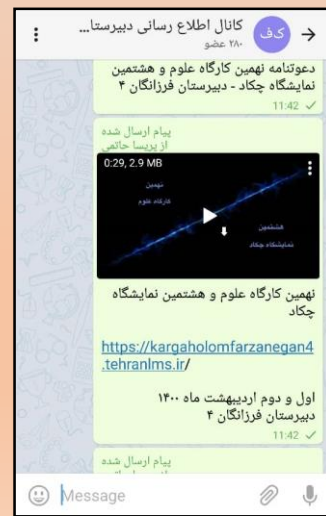 کانال اطلاع رسانی دبیرستا...
۲۸۰ عضو
ک‌ف
دعوتنامه نهمین کارگاه علوم و هشتمین
نمایشگاه چکاد - دبیرستان فرزانگان ۴
11:42
پیام ارسال شده
از پریسا حاتمی
0:29, 2.9 MB
نهمین
کارگاه علوم
هشتمین
نمایشگاه چکاد
نهمین کارگاه علوم و هشتمین نمایشگاه
چکاد
https://kargaholomfarzanegan4
.tehranlms.ir/
اول و دوم اردیبهشت ماه ۱۴۰۰
دبیرستان فرزانگان ۴
11:42
پیام ارسال شده
Message